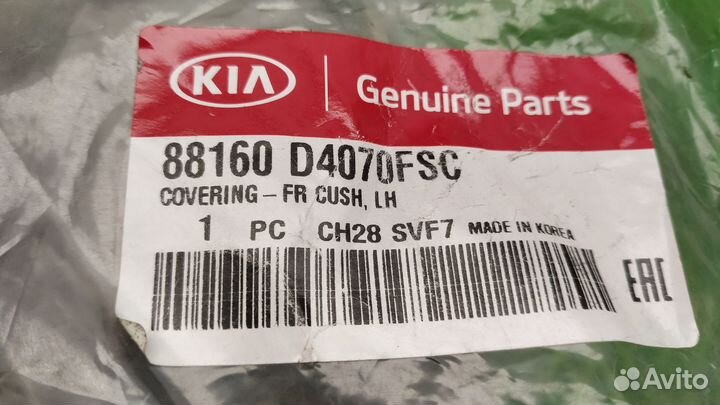 KIA
Genuine Parts
88160 D4070FSC
COVERING - FR CUSH, LH
1 PC CH28 SVF7 MADE IN KOREA
EAC
Avito